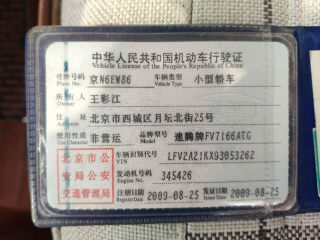 中华人民共和国机动车行驶证
Vehicle License of the People's Republic of China
号牌号码 京N6EW86 车辆类型 小型轿车
Plate No. Vehicle Type
所有人 王彩江
Owner
住址 北京市西城区月坛北街25号
Address
使用性质 非营运 品牌型号 速腾牌FV7166ATG
Use Character Model
北京市公安局公安交通管理局
车辆识别代号 LFV2A21KX93053262
VIN
发动机号码 345426
Engine No.
注册日期 2009-08-25 发证日期 2009-08-25
Register Date Issue Date